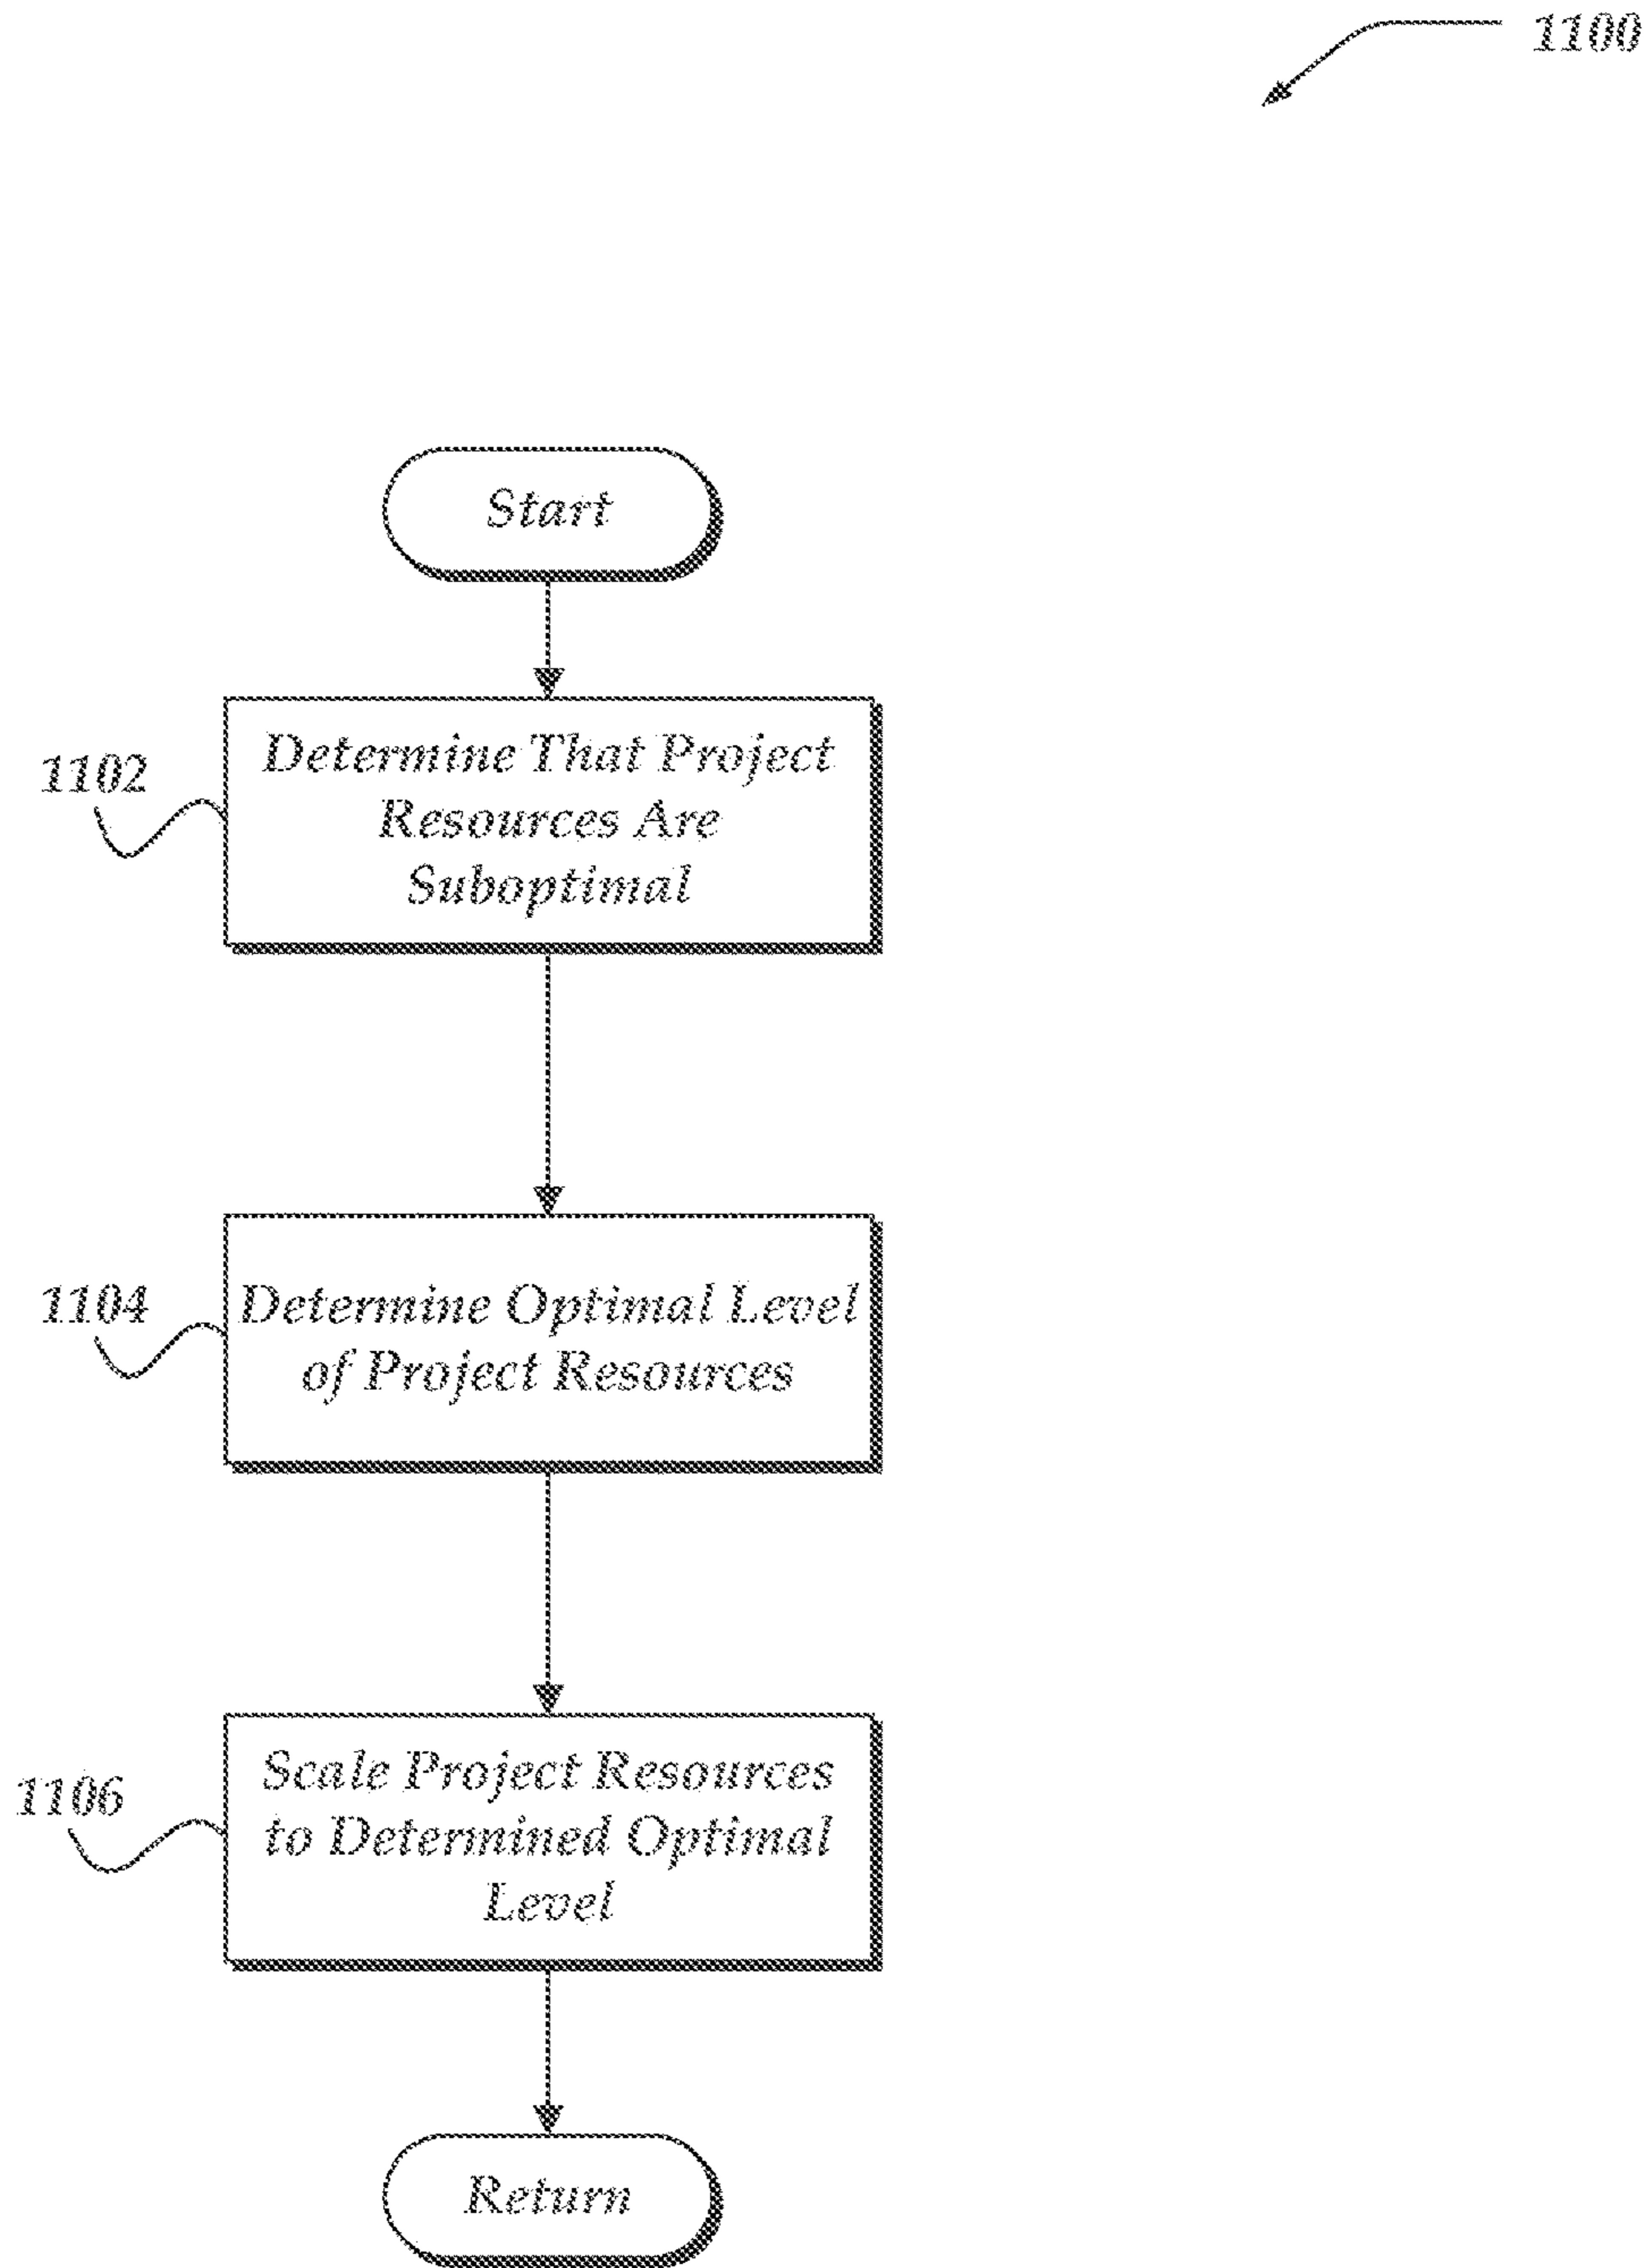 1100
Start
1102
Determine That Project
Resources Are
Suboptimal
1104
Determine Optimal Level
of Project Resources
1106
Scale Project Resources
to Determined Optimal
Level
Return